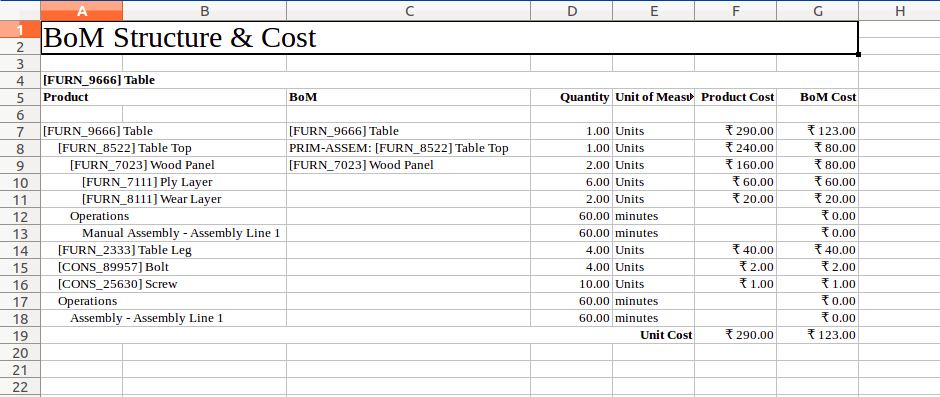 A B C D E F G H
1 BoM Structure & Cost
2
3
4 [FURN_9666] Table
5 Product BoM Quantity Unit of Measu Product Cost BoM Cost
6
7 [FURN_9666] Table [FURN_9666] Table 1.00 Units ₹ 290.00 ₹ 123.00
8 [FURN_8522] Table Top PRIM-ASSEM: [FURN_8522] Table Top 1.00 Units ₹ 240.00 ₹ 80.00
9 [FURN_7023] Wood Panel [FURN_7023] Wood Panel 2.00 Units ₹ 160.00 ₹ 80.00
10 [FURN_7111] Ply Layer 6.00 Units ₹ 60.00 ₹ 60.00
11 [FURN_8111] Wear Layer 2.00 Units ₹ 20.00 ₹ 20.00
12 Operations 60.00 minutes ₹ 0.00
13 Manual Assembly - Assembly Line 1 60.00 minutes ₹ 0.00
14 [FURN_2333] Table Leg 4.00 Units ₹ 40.00 ₹ 40.00
15 [CONS_89957] Bolt 4.00 Units ₹ 2.00 ₹ 2.00
16 [CONS_25630] Screw 10.00 Units ₹ 1.00 ₹ 1.00
17 Operations 60.00 minutes ₹ 0.00
18 Assembly - Assembly Line 1 60.00 minutes ₹ 0.00
19 Unit Cost ₹ 290.00 ₹ 123.00
20
21
22